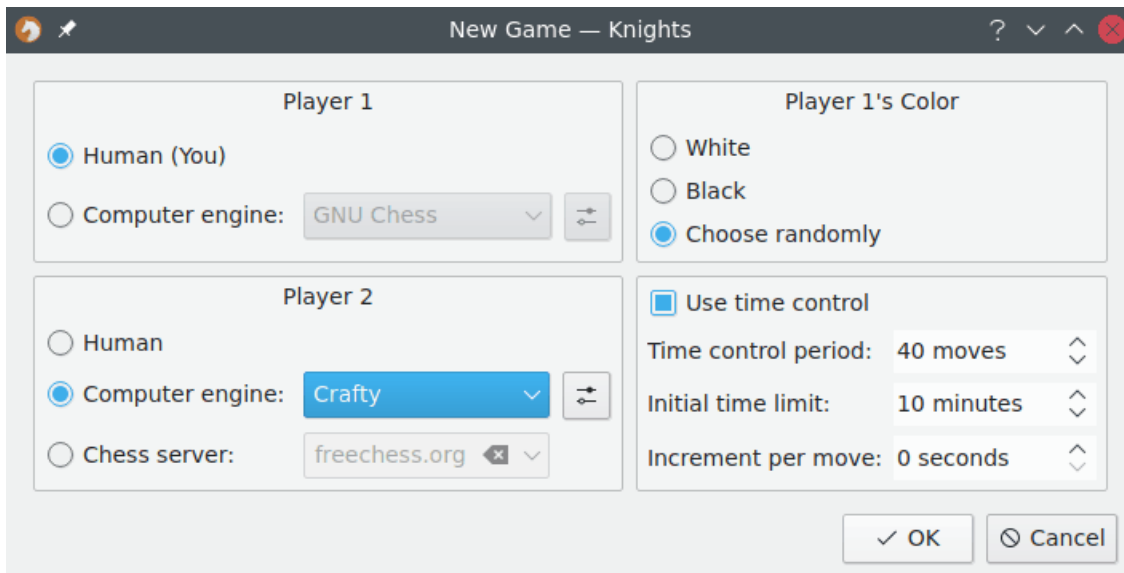 New Game — Knights
Player 1
Human (You)
Computer engine: GNU Chess
Player 1's Color
White
Black
Choose randomly
Player 2
Human
Computer engine: Crafty
Chess server: freechess.org
Use time control
Time control period: 40 moves
Initial time limit: 10 minutes
Increment per move: 0 seconds
OK
Cancel